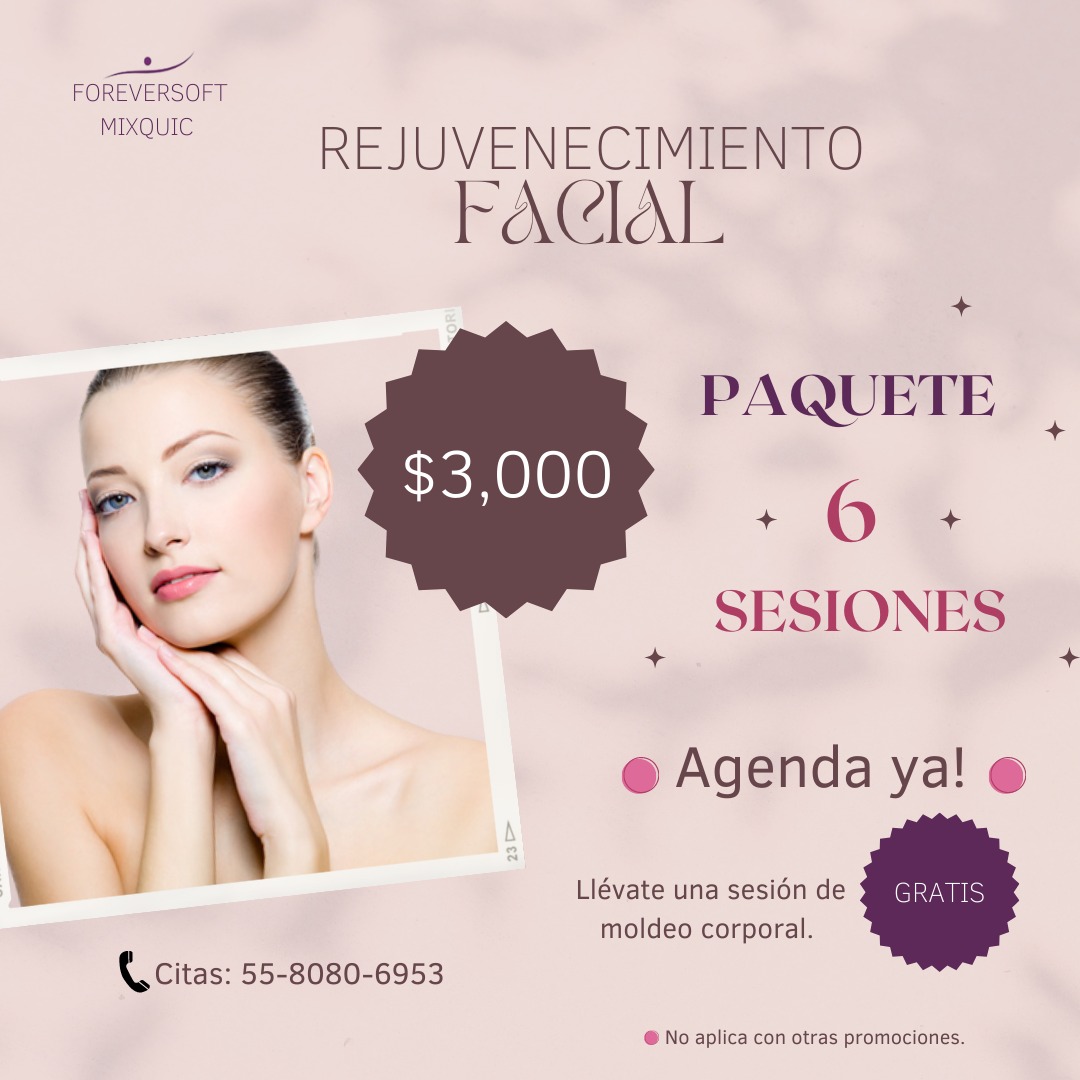 FOREVERSOFT
MIXQUIC
REJUVENECIMIENTO
FACIAL
$3,000
PAQUETE
6
SESIONES
Agenda ya!
Llévate una sesión de
moldeo corporal.
GRATIS
23
Citas: 55-8080-6953
No aplica con otras promociones.